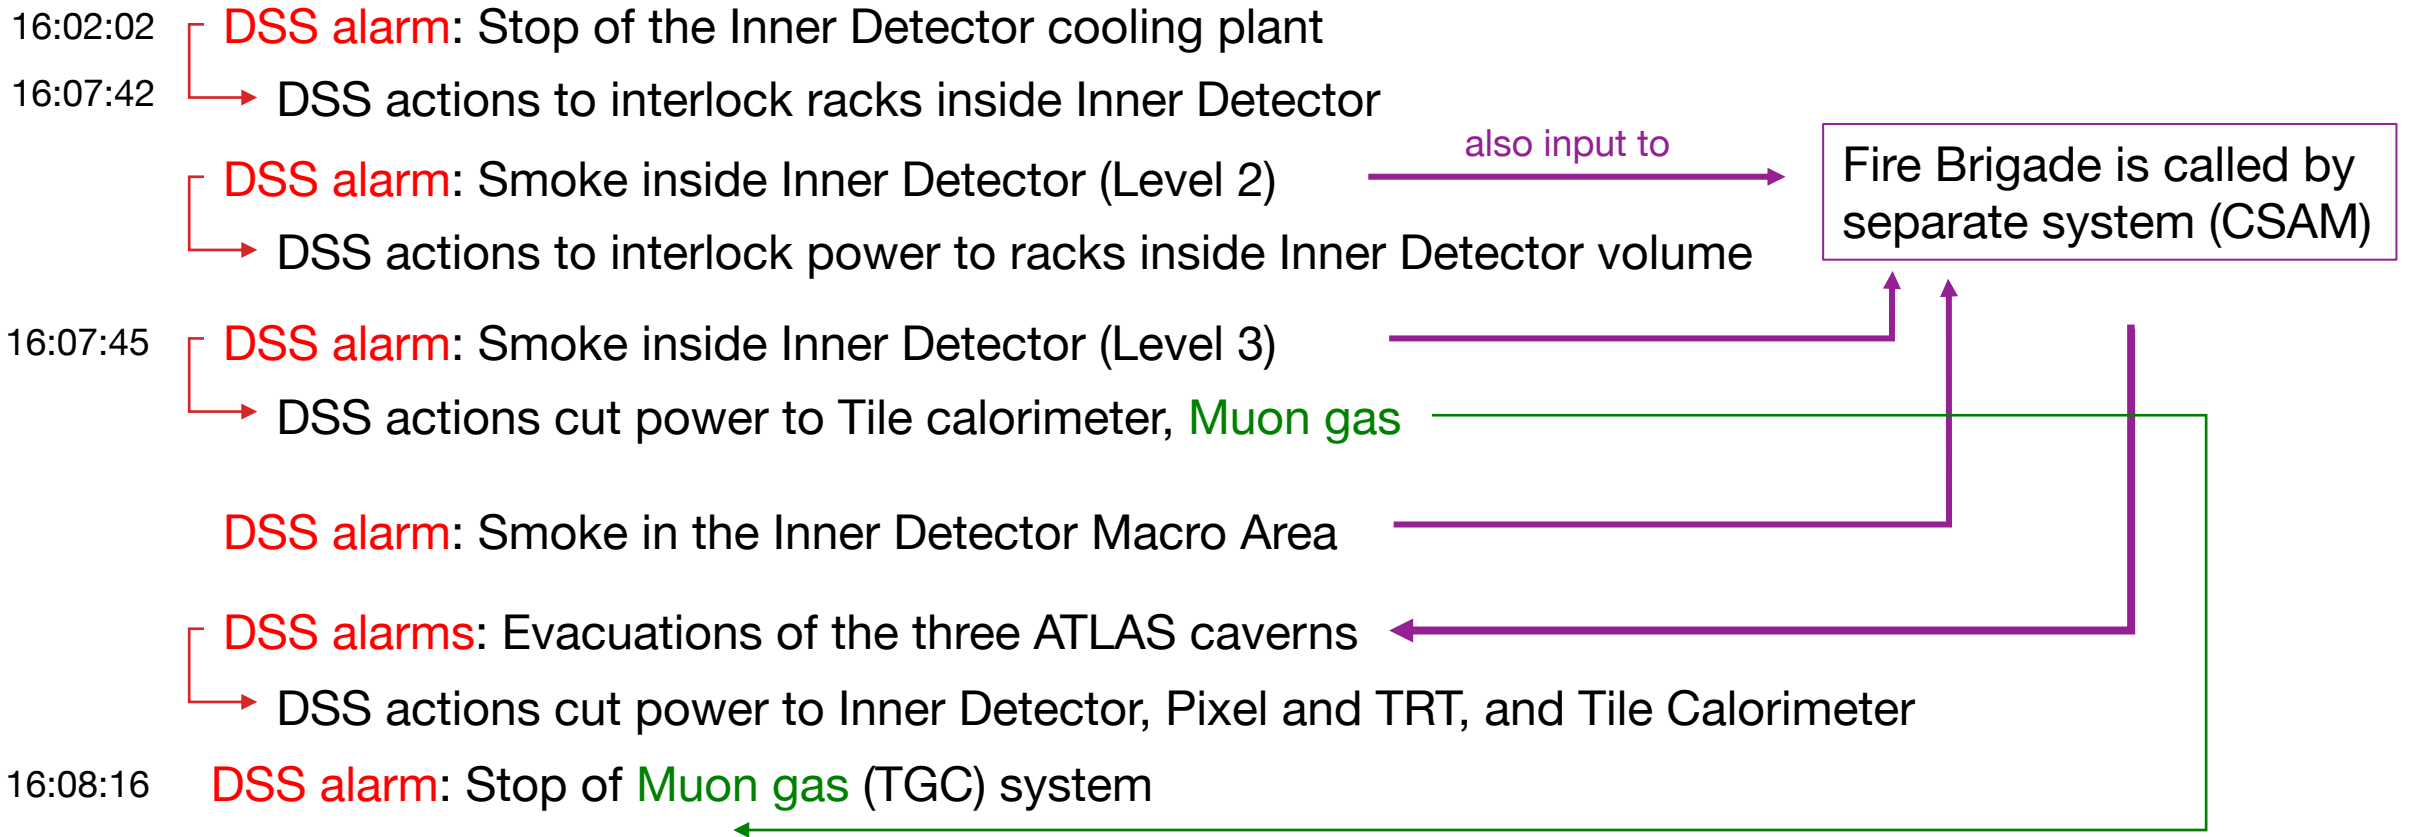 16:02:02 DSS alarm: Stop of the Inner Detector cooling plant
16:07:42 DSS actions to interlock racks inside Inner Detector
also input to
DSS alarm: Smoke inside Inner Detector (Level 2)
Fire Brigade is called by
separate system (CSAM)
DSS actions to interlock power to racks inside Inner Detector volume
16:07:45 DSS alarm: Smoke inside Inner Detector (Level 3)
DSS actions cut power to Tile calorimeter, Muon gas
DSS alarm: Smoke in the Inner Detector Macro Area
DSS alarms: Evacuations of the three ATLAS caverns
DSS actions cut power to Inner Detector, Pixel and TRT, and Tile Calorimeter
16:08:16 DSS alarm: Stop of Muon gas (TGC) system